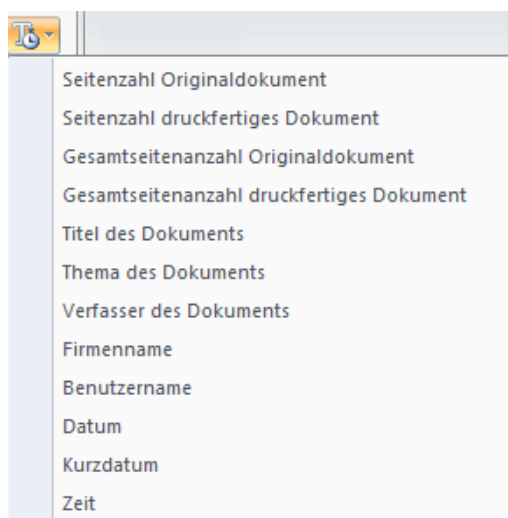 Seitenzahl Originaldokument
Seitenzahl druckfertiges Dokument
Gesamtseitenanzahl Originaldokument
Gesamtseitenanzahl druckfertiges Dokument
Titel des Dokuments
Thema des Dokuments
Verfasser des Dokuments
Firmenname
Benutzername
Datum
Kurzdatum
Zeit